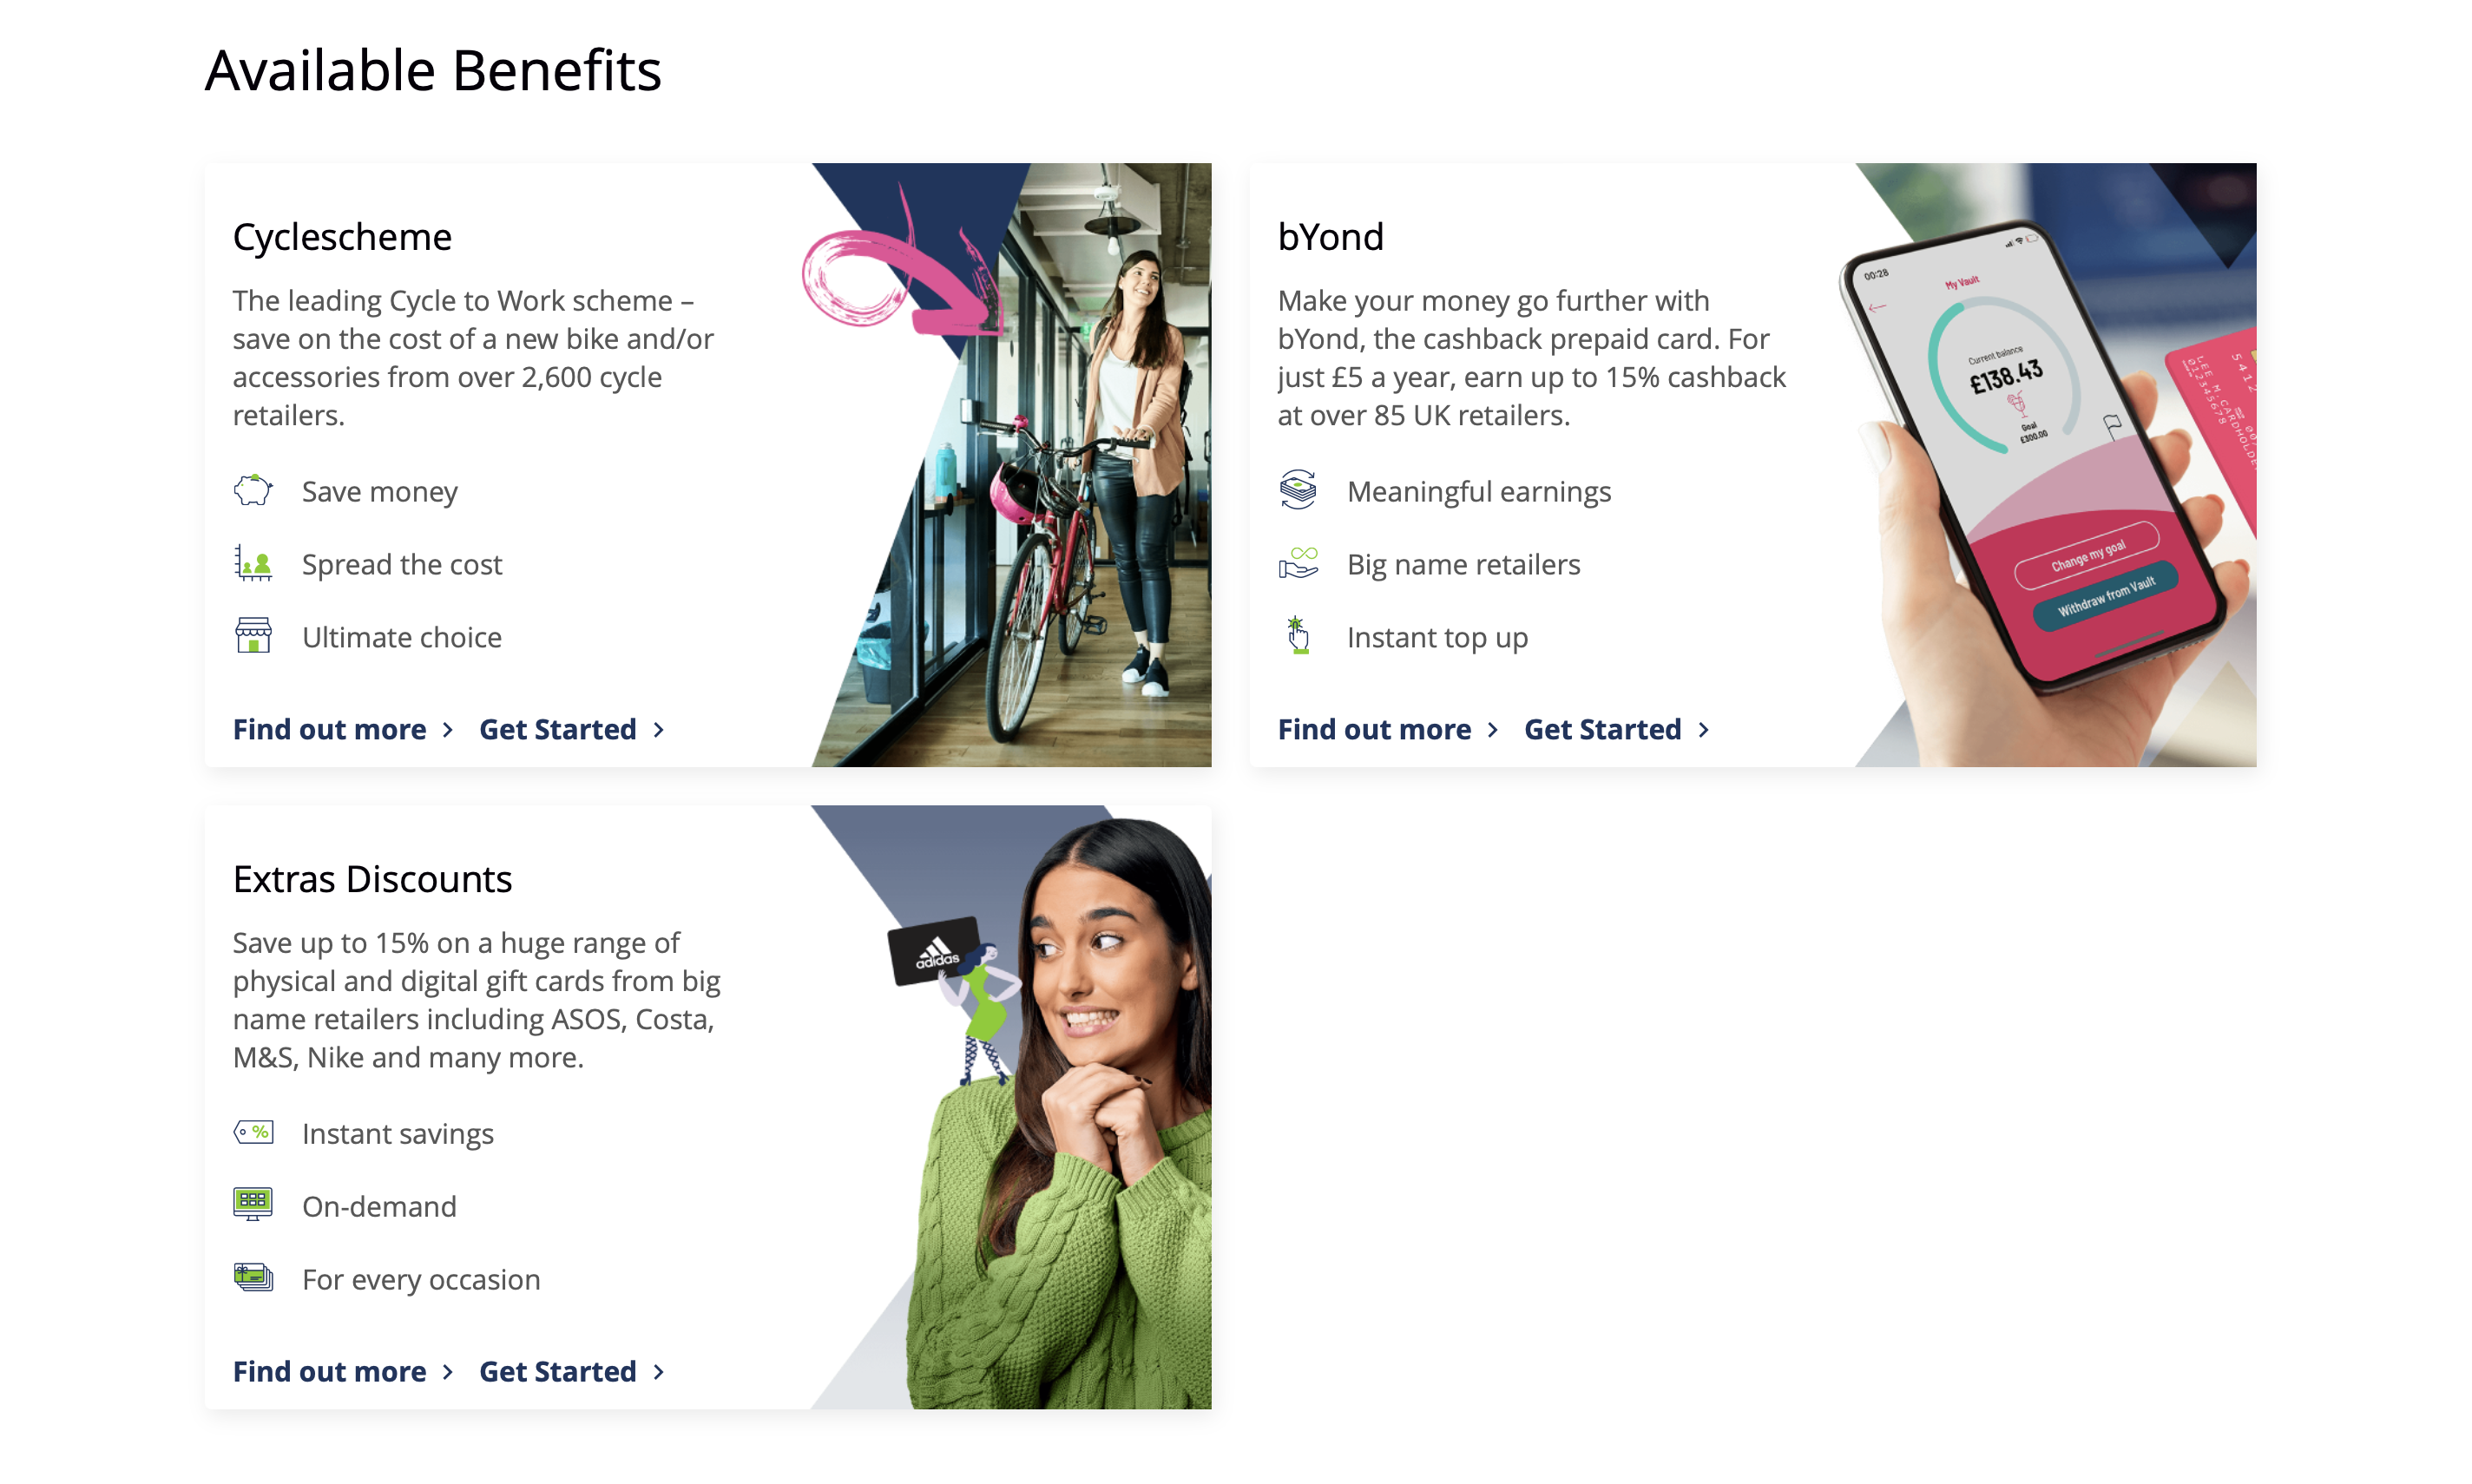 Available Benefits
Cyclescheme
The leading Cycle to Work scheme –
save on the cost of a new bike and/or
accessories from over 2,600 cycle
retailers.
Save money
Spread the cost
Ultimate choice
Find out more
Get Started
bYond
Make your money go further with
bYond, the cashback prepaid card. For
just £5 a year, earn up to 15% cashback
at over 85 UK retailers.
Meaningful earnings
Big name retailers
Instant top up
Find out more
Get Started
00:28
My Vault
Current balance
£138.43
Goal
£300.00
Change my goal
Withdraw from Vault
5412
LEE M. CARDHOLDE
012345678
Extras Discounts
Save up to 15% on a huge range of
physical and digital gift cards from big
name retailers including ASOS, Costa,
M&S, Nike and many more.
Instant savings
On-demand
For every occasion
Find out more
Get Started
adidas
%